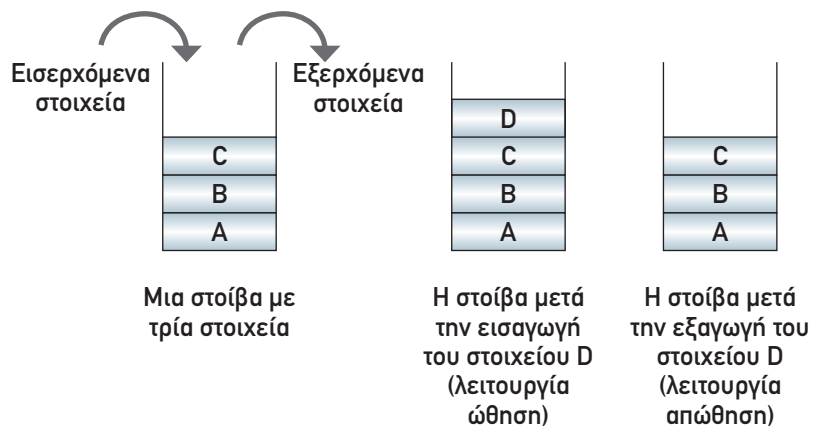 Εισερχόμενα
στοιχεία
Εξερχόμενα
στοιχεία
C
B
A
D
C
B
A
C
B
A
Μια στοίβα με
τρία στοιχεία
Η στοίβα μετά
την εισαγωγή
του στοιχείου D
(λειτουργία
ώθηση)
Η στοίβα μετά
την εξαγωγή του
στοιχείου D
(λειτουργία
απώθηση)